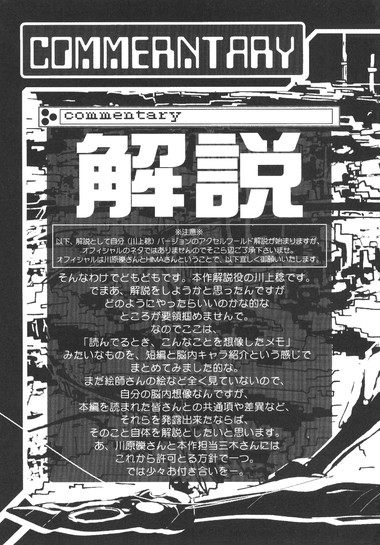 COMMERNTARY
commentary
解説
※注意※
以下、解説として自分(川上稔)バージョンのアクセルワールド解説が始まりますが、
オフィシャルのネタではありませんのでそこら辺ご了承下さいませ。
オフィシャルは川原礫さんとHIMAさんということで、以下宜しく御願いいたします。
そんなわけでどもどもです。本作解説役の川上稔です。
でまあ、解説をしようかと思ったんですが
どのようにやったらいいのかな的な
ところが要領掴めません。
なのでここは、
「読んでるとき、こんなことを想像したメモ」
みたいなものを、短編と脳内キャラ紹介という感じで
まとめてみました的な。
まだ絵師さんの絵など全く見ていないので、
自分の脳内想像なんですが、
本編を読まれた皆さんとの共通項や差異など、
それらを発露出来たならば、
そのこと自体を解説としたいと思います。
あ、川原礫さんと本作担当三木さんには
これから許可とる方針で一つ。
では少々お付き合いをー。